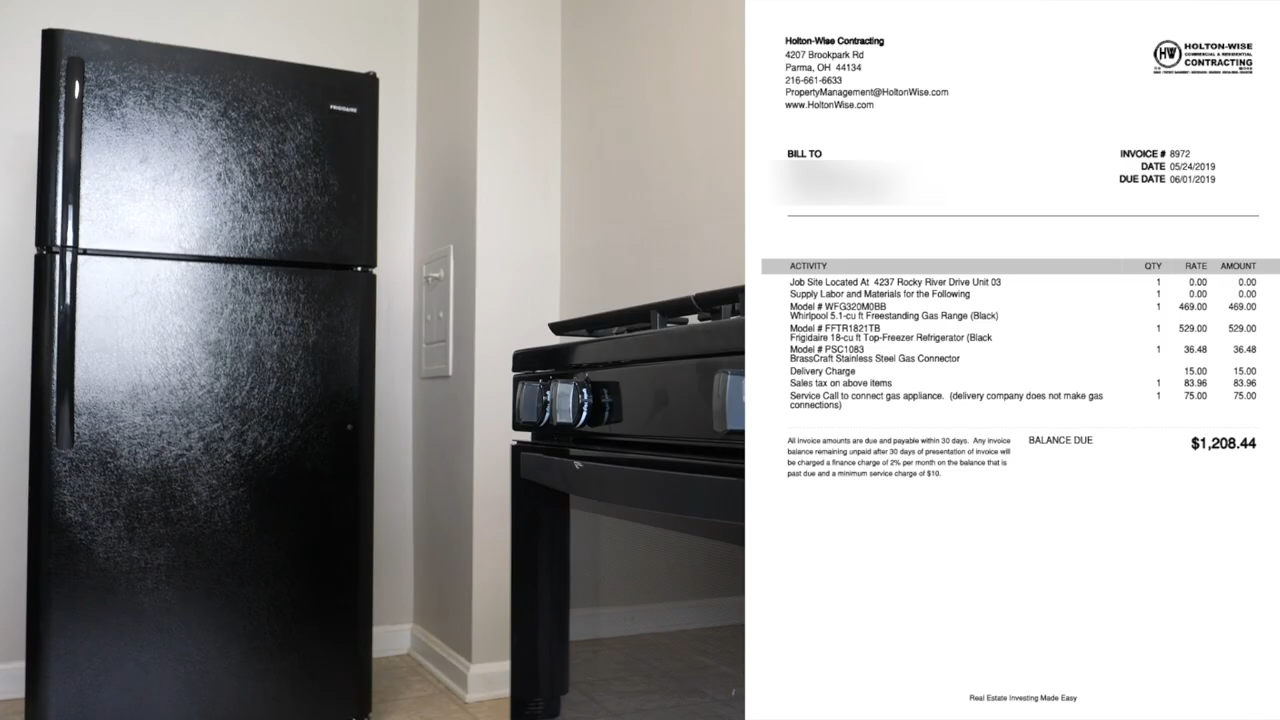 FRIGIDAIRE
Holton-Wise Contracting
4207 Brookpark Rd
Parma, OH 44134
216-661-6633
PropertyManagement@HoltonWise.com
www.HoltonWise.com
HW
HOLTON-WISE
COMMERCIAL & RESIDENTIAL
CONTRACTING
BILL TO
INVOICE # 8972
DATE 05/24/2019
DUE DATE 06/01/2019
ACTIVITY QTY RATE AMOUNT
Job Site Located At 4237 Rocky River Drive Unit 03 1 0.00 0.00
Supply Labor and Materials for the Following 1 0.00 0.00
Model # WFG320M0BB 1 469.00 469.00
Whirlpool 5.1-cu ft Freestanding Gas Range (Black)
Model # FFTR1821TB 1 529.00 529.00
Frigidaire 18-cu ft Top-Freezer Refrigerator (Black
Model # PSC1083 1 36.48 36.48
BrassCraft Stainless Steel Gas Connector
Delivery Charge 15.00 15.00
Sales tax on above items 1 83.96 83.96
Service Call to connect gas appliance. (delivery company does not make gas 1 75.00 75.00
connections)
All invoice amounts are due and payable within 30 days. Any invoice
balance remaining unpaid after 30 days of presentation of invoice will
be charged a finance charge of 2% per month on the balance that is
past due and a minimum service charge of $10.
BALANCE DUE $1,208.44
Real Estate Investing Made Easy